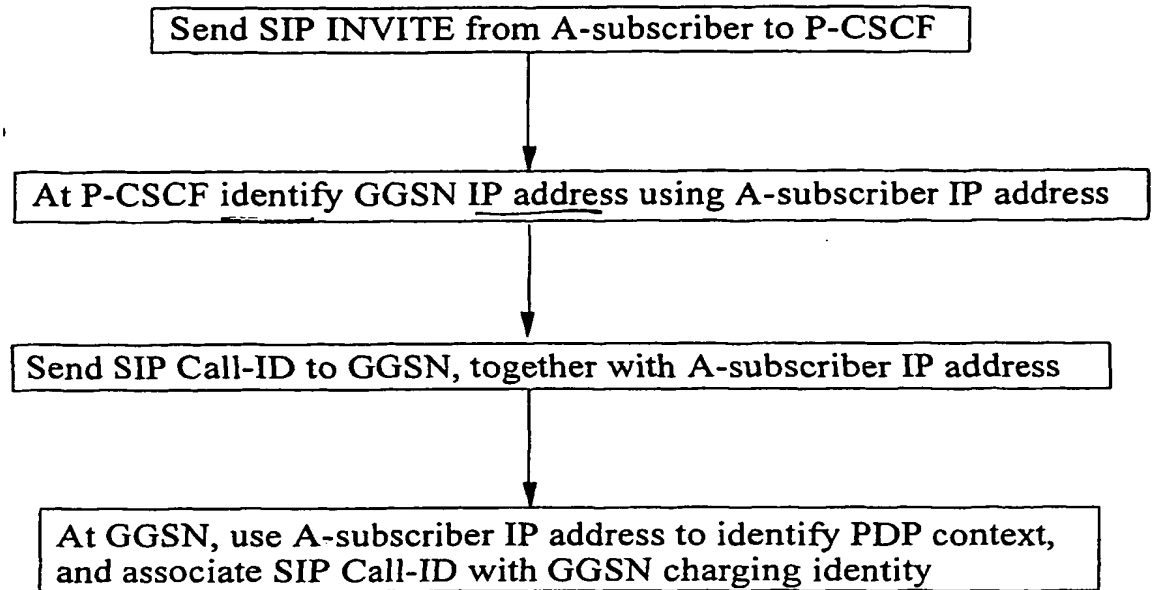 Send SIP INVITE from A-subscriber to P-CSCF
At P-CSCF identify GGSN IP address using A-subscriber IP address
Send SIP Call-ID to GGSN, together with A-subscriber IP address
At GGSN, use A-subscriber IP address to identify PDP context,
and associate SIP Call-ID with GGSN charging identity